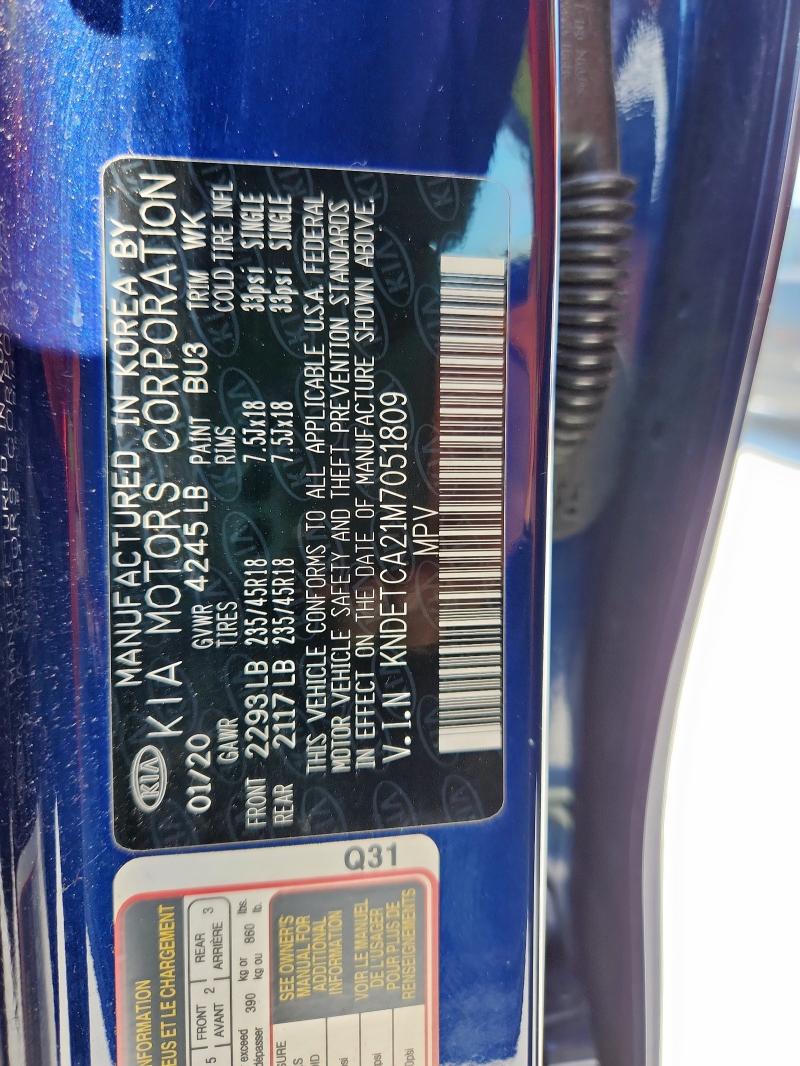 MANUFACTURED IN KOREA BY
KIA KIA MOTORS CORPORATION
01/20 GVWR 4245 LB PAINT BU3 TRIM WK
GAWR TIRES RIMS COLD TIRE INFL
FRONT 2293 LB 235/45R18 7.5Jx18 33psi SINGLE
REAR 2117 LB 235/45R18 7.5Jx18 33psi SINGLE
THIS VEHICLE CONFORMS TO ALL APPLICABLE U.S.A. FEDERAL
MOTOR VEHICLE SAFETY AND THEFT PREVENTION STANDARDS
IN EFFECT ON THE DATE OF MANUFACTURE SHOWN ABOVE.
V.I.N KNDETCA21M7051809
MPV
Q31
NFORMATION
EUS ET LE CHARGEMENT
5 FRONT 2 REAR 3
AVANT ARRIÈRE
exceed 390 kg or 860 lbs.
dépasser kg ou lb.
SEE OWNER'S
MANUAL FOR
ADDITIONAL
INFORMATION
VOIR LE MANUEL
DE L'USAGER
POUR PLUS DE
RENSEIGNEMENTS